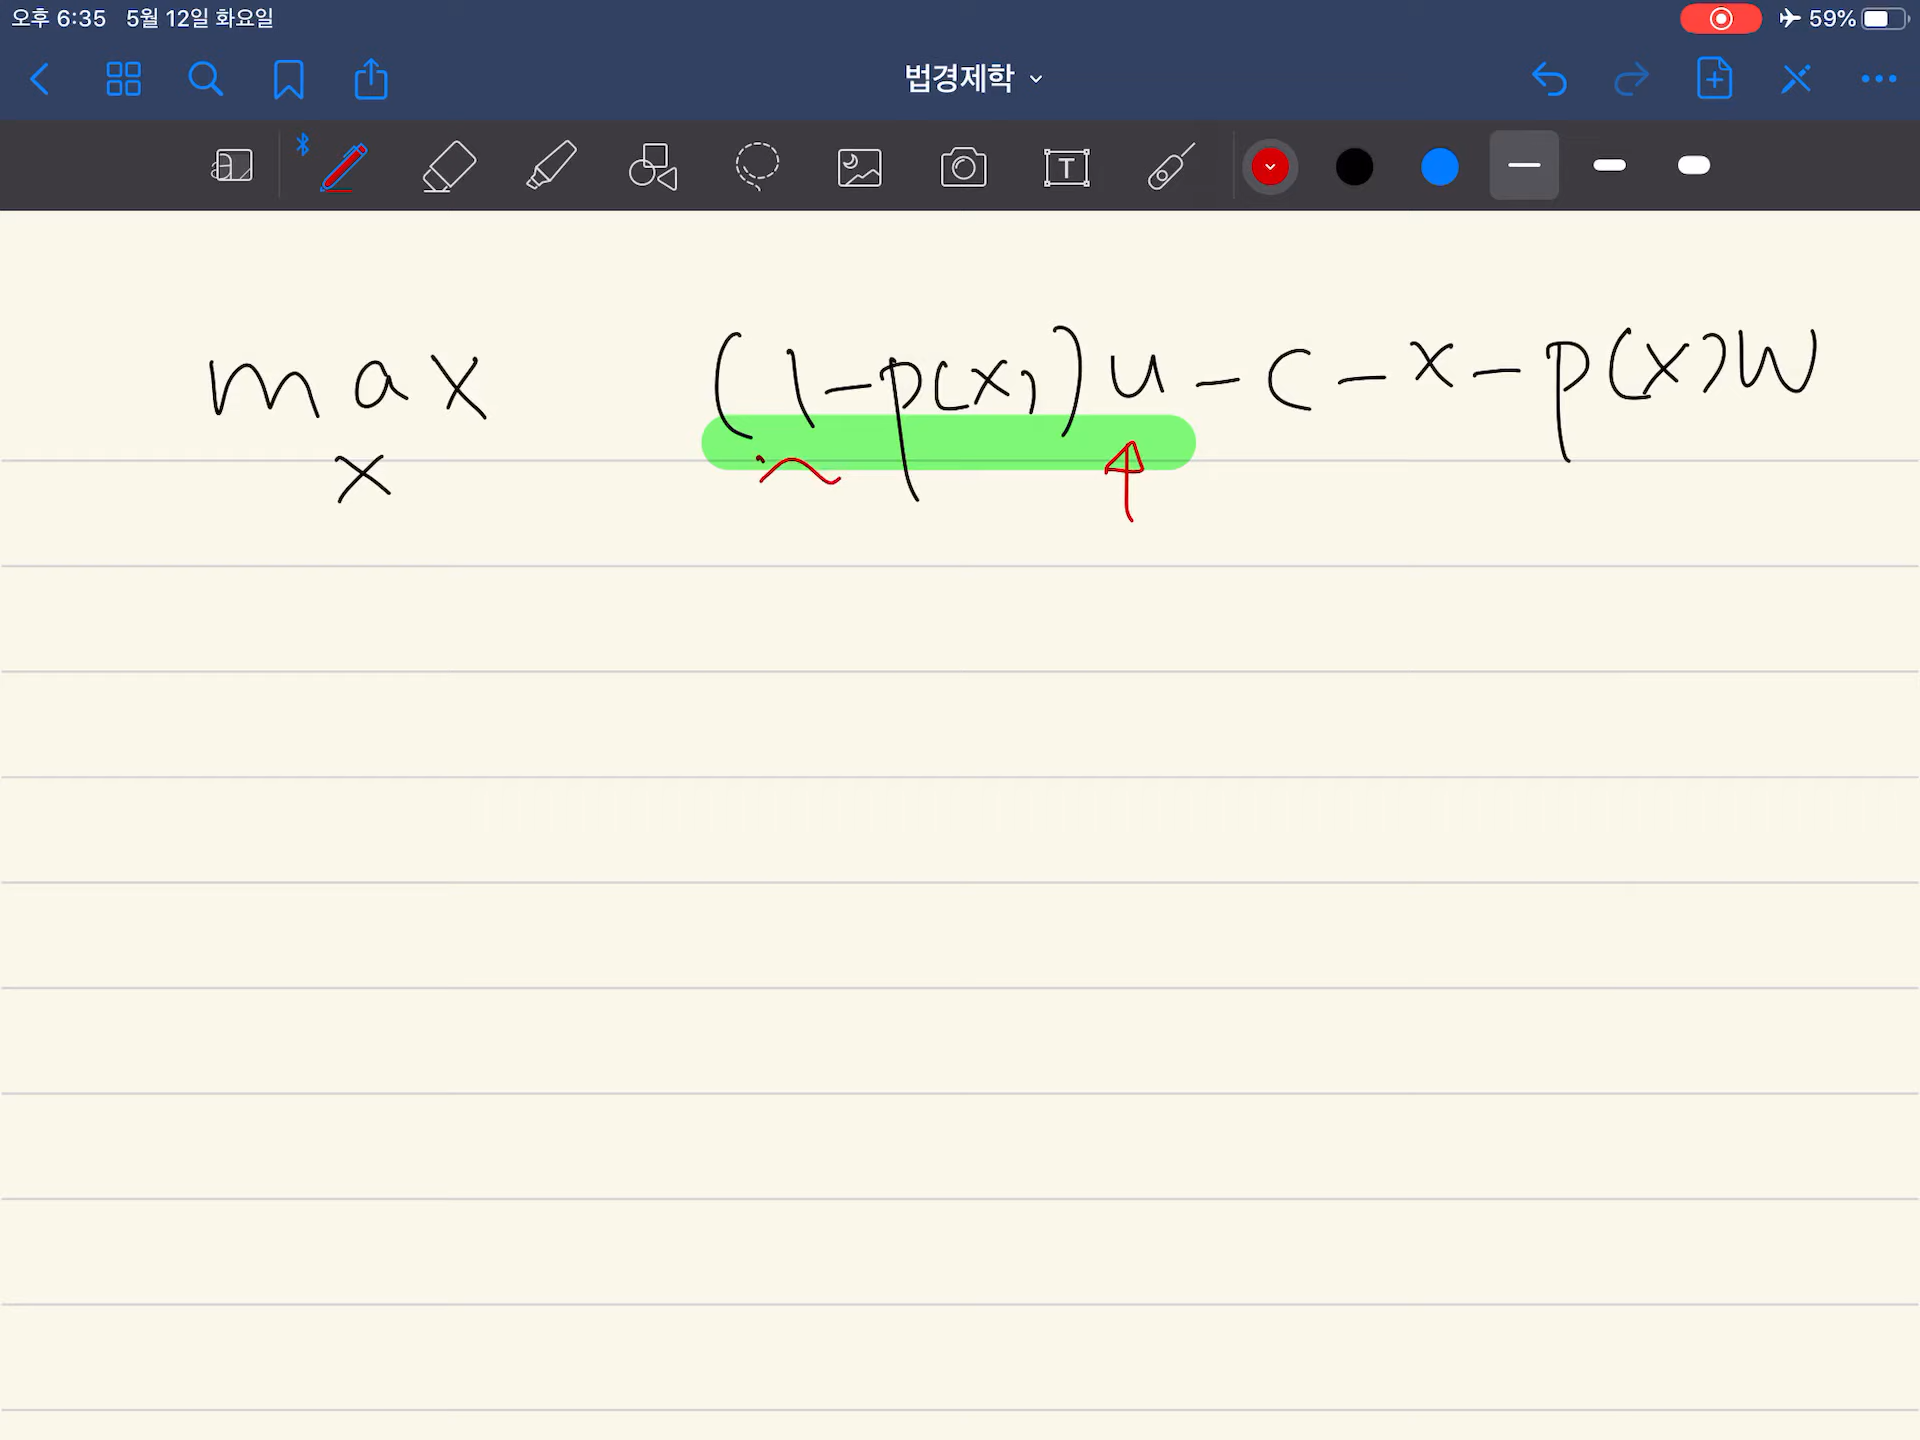 오후 6:35 5월 12일 화요일
59%
법경제학
T
max (1-p(x))u-c-x-p(x)w
x